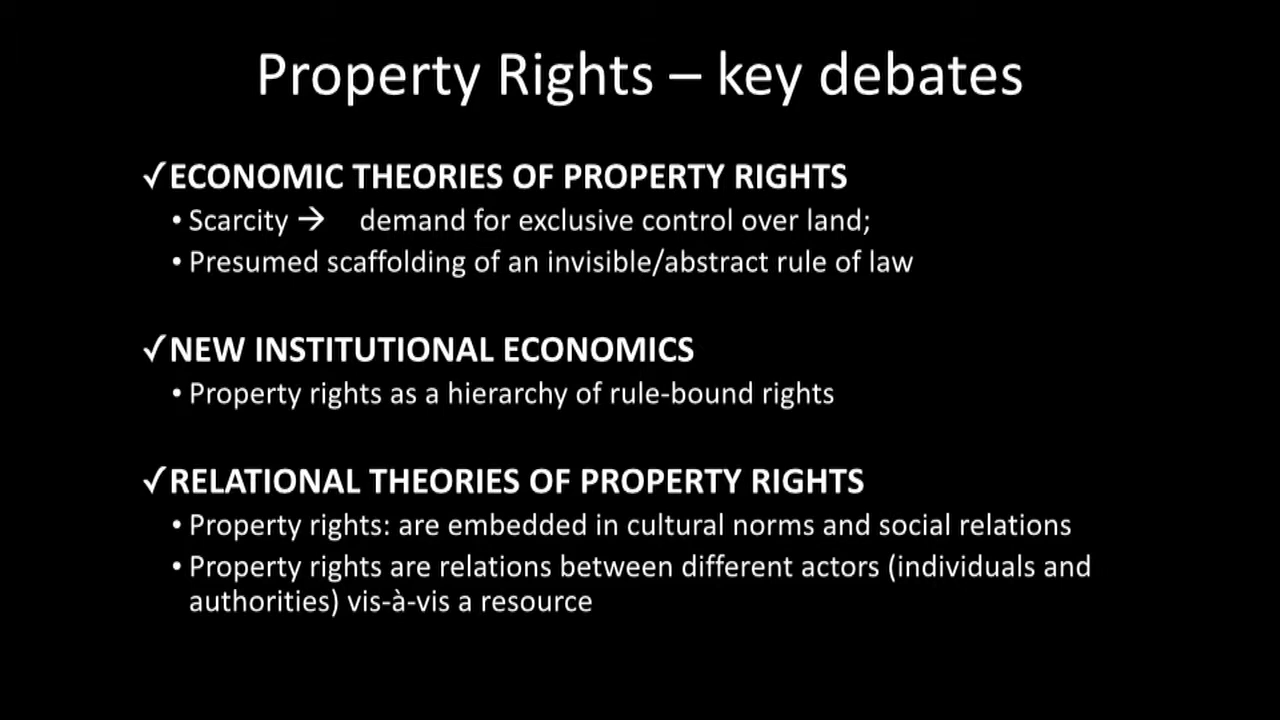 Property Rights – key debates
✓ECONOMIC THEORIES OF PROPERTY RIGHTS
• Scarcity → demand for exclusive control over land;
• Presumed scaffolding of an invisible/abstract rule of law
✓NEW INSTITUTIONAL ECONOMICS
• Property rights as a hierarchy of rule-bound rights
✓RELATIONAL THEORIES OF PROPERTY RIGHTS
• Property rights: are embedded in cultural norms and social relations
• Property rights are relations between different actors (individuals and
authorities) vis-à-vis a resource